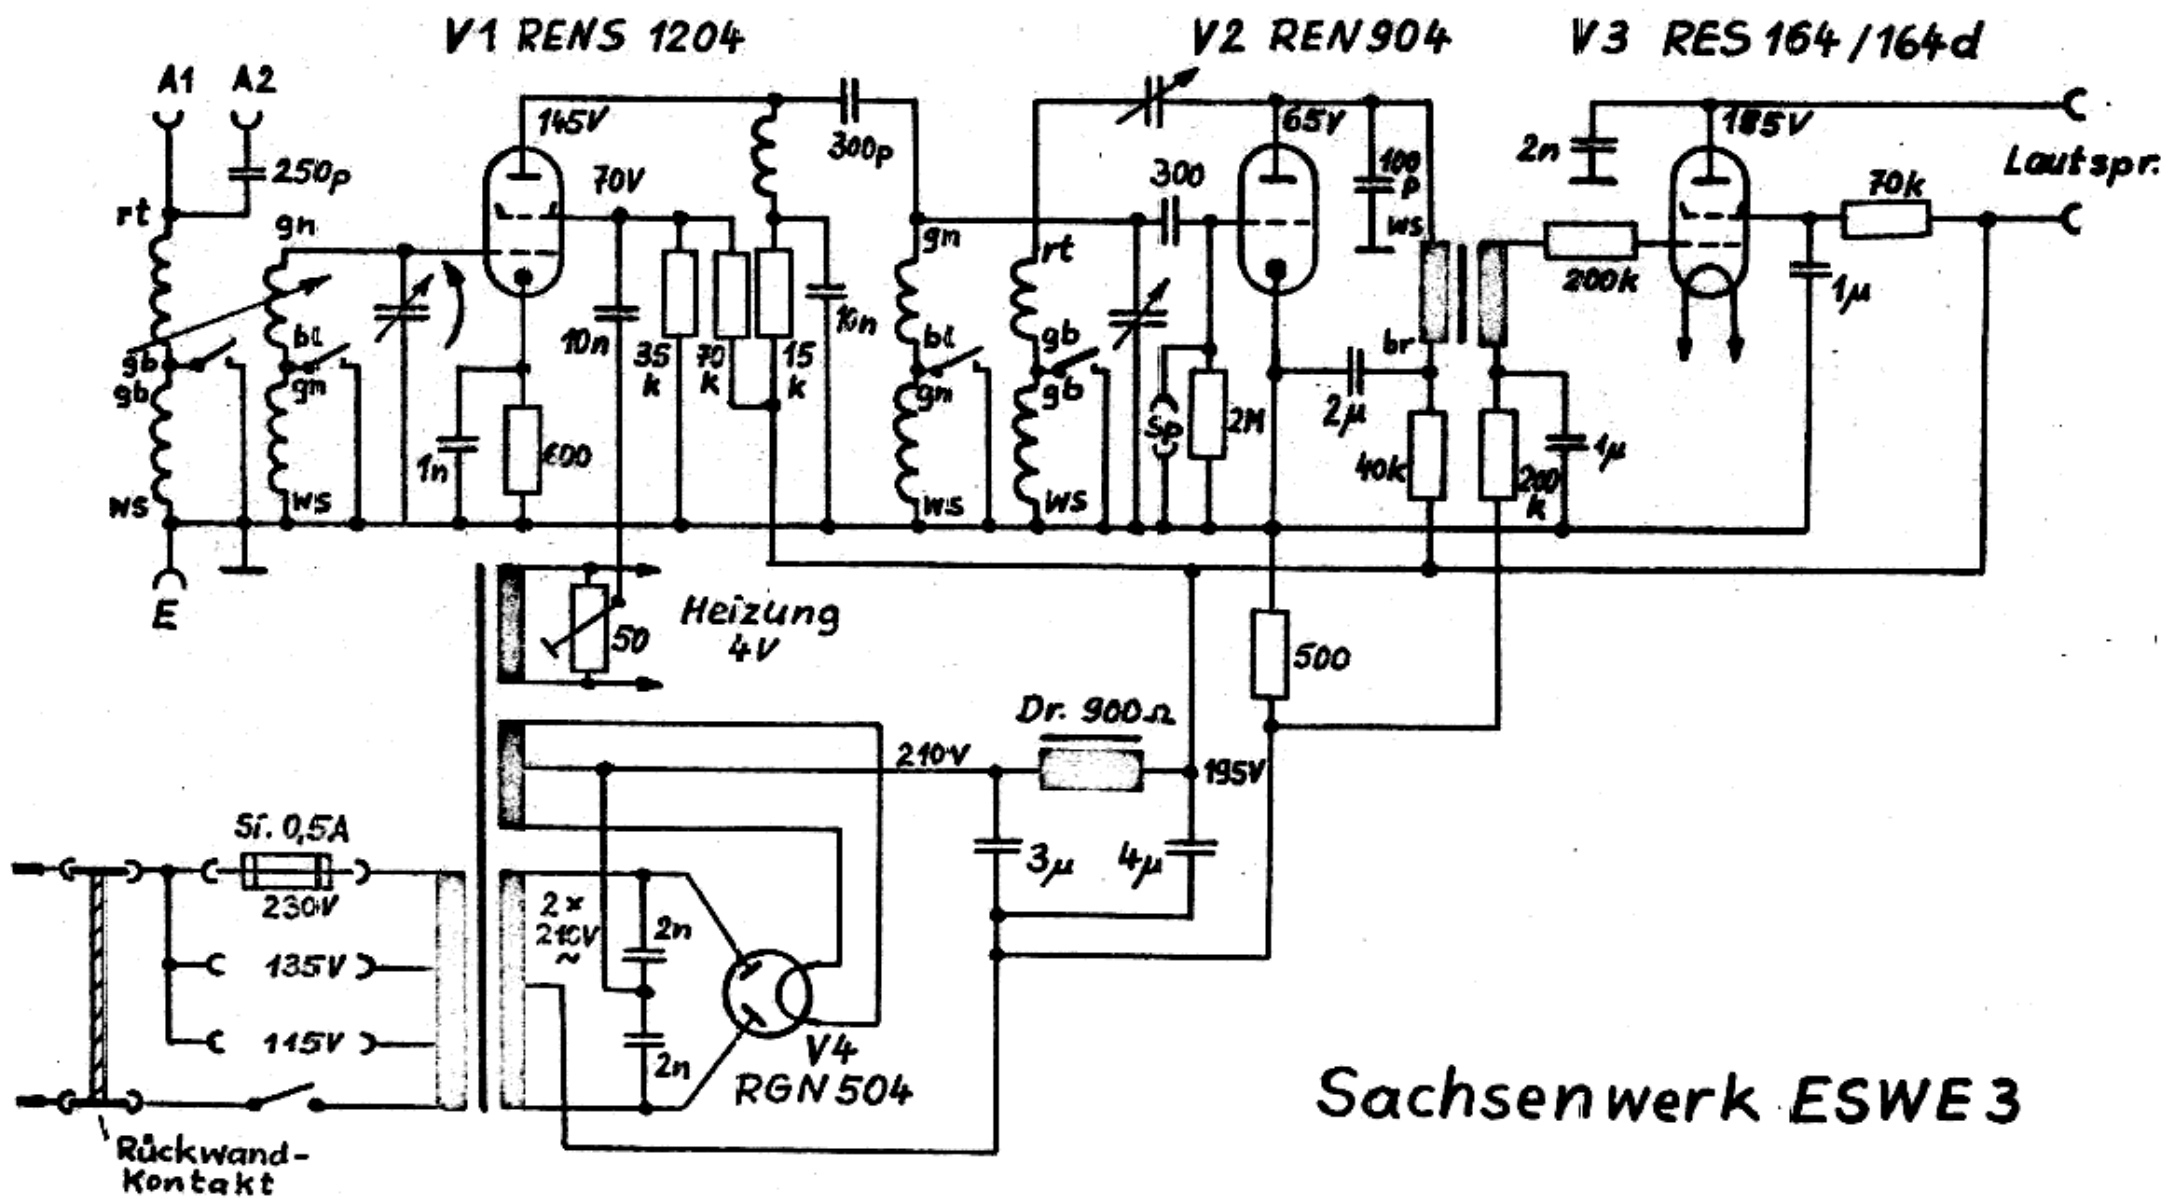 V1 RENS 1204
V2 REN 904
V3 RES 164/164d
A1
A2
145V
65V
185V
250p
300p
2n
Lautspr.
70V
300
100
p
70k
rt
gn
gn
rt
ws
200k
1µ
10n
35
k
70
k
15
k
10n
bl
gb
gb
gn
bl
gn
gb
gb
br
1n
600
Sp
2M
2µ
40k
200
k
1µ
ws
ws
ws
ws
E
50
Heizung
4V
500
Dr. 900Ω
210V
195V
Si. 0,5A
230V
2×
210V
~
2n
3µ
4µ
135V
115V
2n
V4
RGN 504
Sachsenwerk ESWE 3
Rückwand-
Kontakt